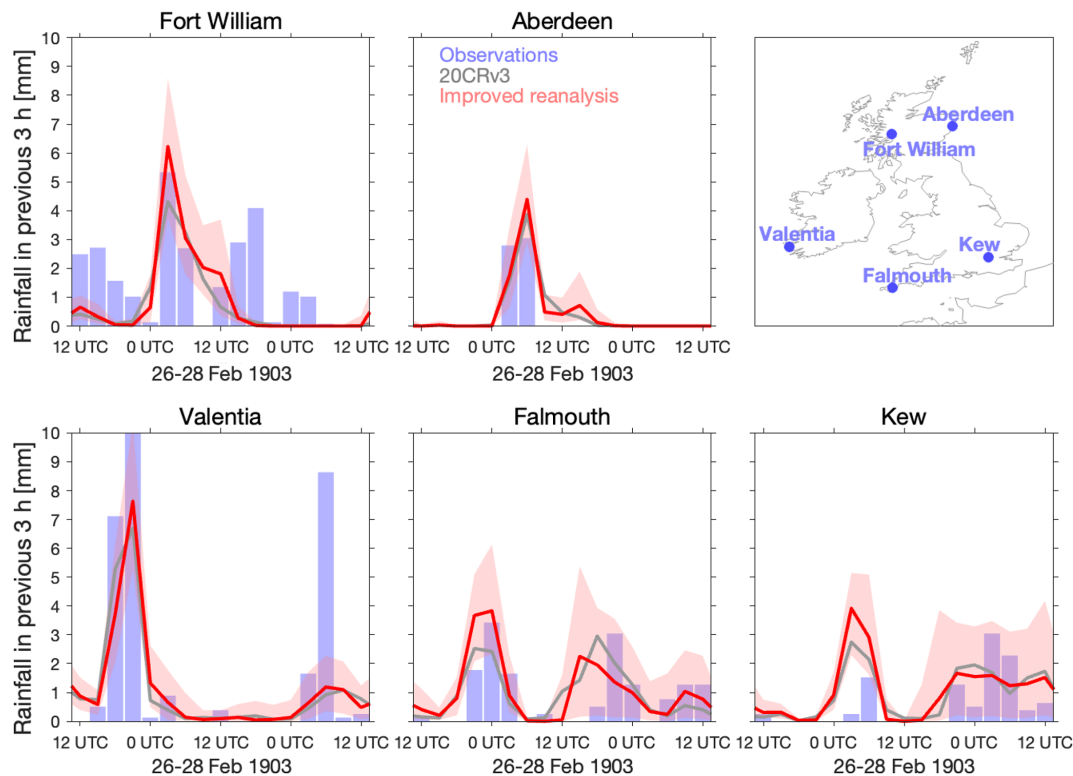 Fort William
Aberdeen
Rainfall in previous 3 h [mm]
10
9
8
7
6
5
4
3
2
1
0
Observations
20CRv3
Improved reanalysis
Aberdeen
Fort William
Valentia
Kew
Falmouth
12 UTC 0 UTC 12 UTC 0 UTC 12 UTC
12 UTC 0 UTC 12 UTC 0 UTC 12 UTC
26-28 Feb 1903
26-28 Feb 1903
Valentia
Falmouth
Kew
Rainfall in previous 3 h [mm]
10
9
8
7
6
5
4
3
2
1
0
12 UTC 0 UTC 12 UTC 0 UTC 12 UTC
12 UTC 0 UTC 12 UTC 0 UTC 12 UTC
12 UTC 0 UTC 12 UTC 0 UTC 12 UTC
26-28 Feb 1903
26-28 Feb 1903
26-28 Feb 1903